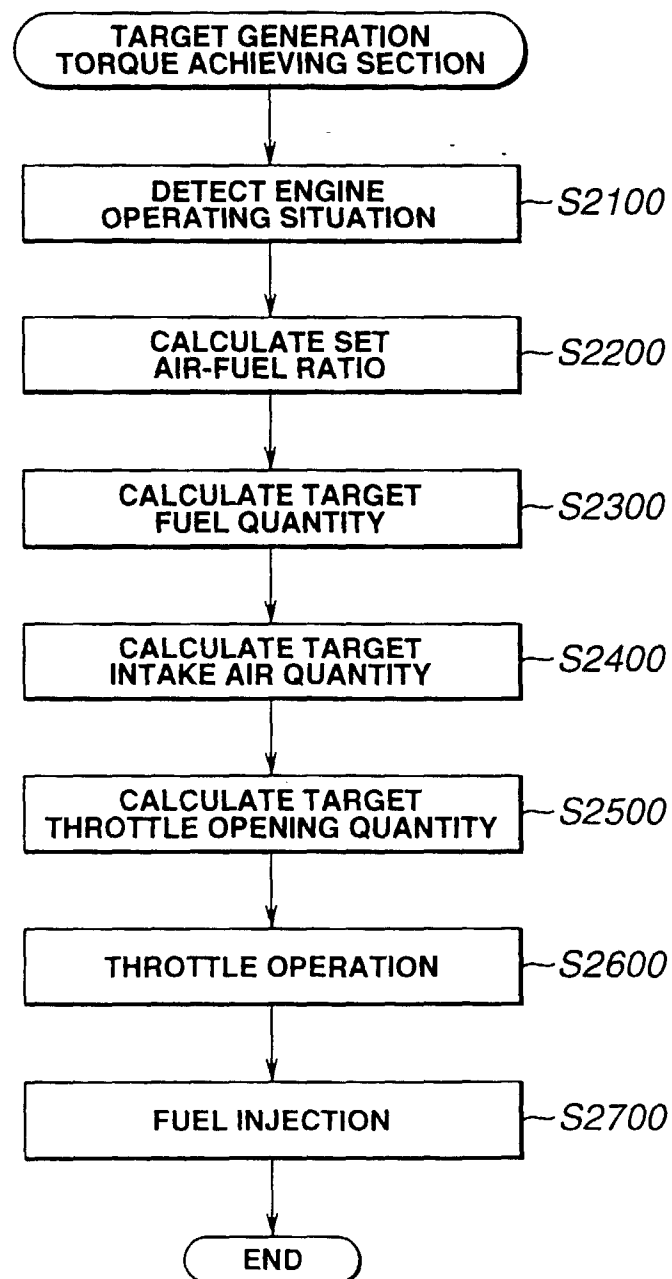 TARGET GENERATION
TORQUE ACHIEVING SECTION
DETECT ENGINE
OPERATING SITUATION
S2100
CALCULATE SET
AIR-FUEL RATIO
S2200
CALCULATE TARGET
FUEL QUANTITY
S2300
CALCULATE TARGET
INTAKE AIR QUANTITY
S2400
CALCULATE TARGET
THROTTLE OPENING QUANTITY
S2500
THROTTLE OPERATION
S2600
FUEL INJECTION
S2700
END